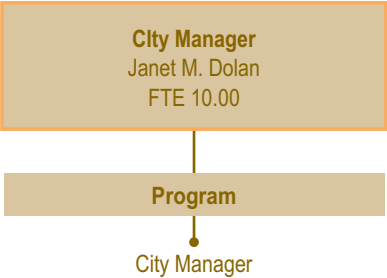 CIty Manager
Janet M. Dolan
FTE 10.00
Program
City Manager